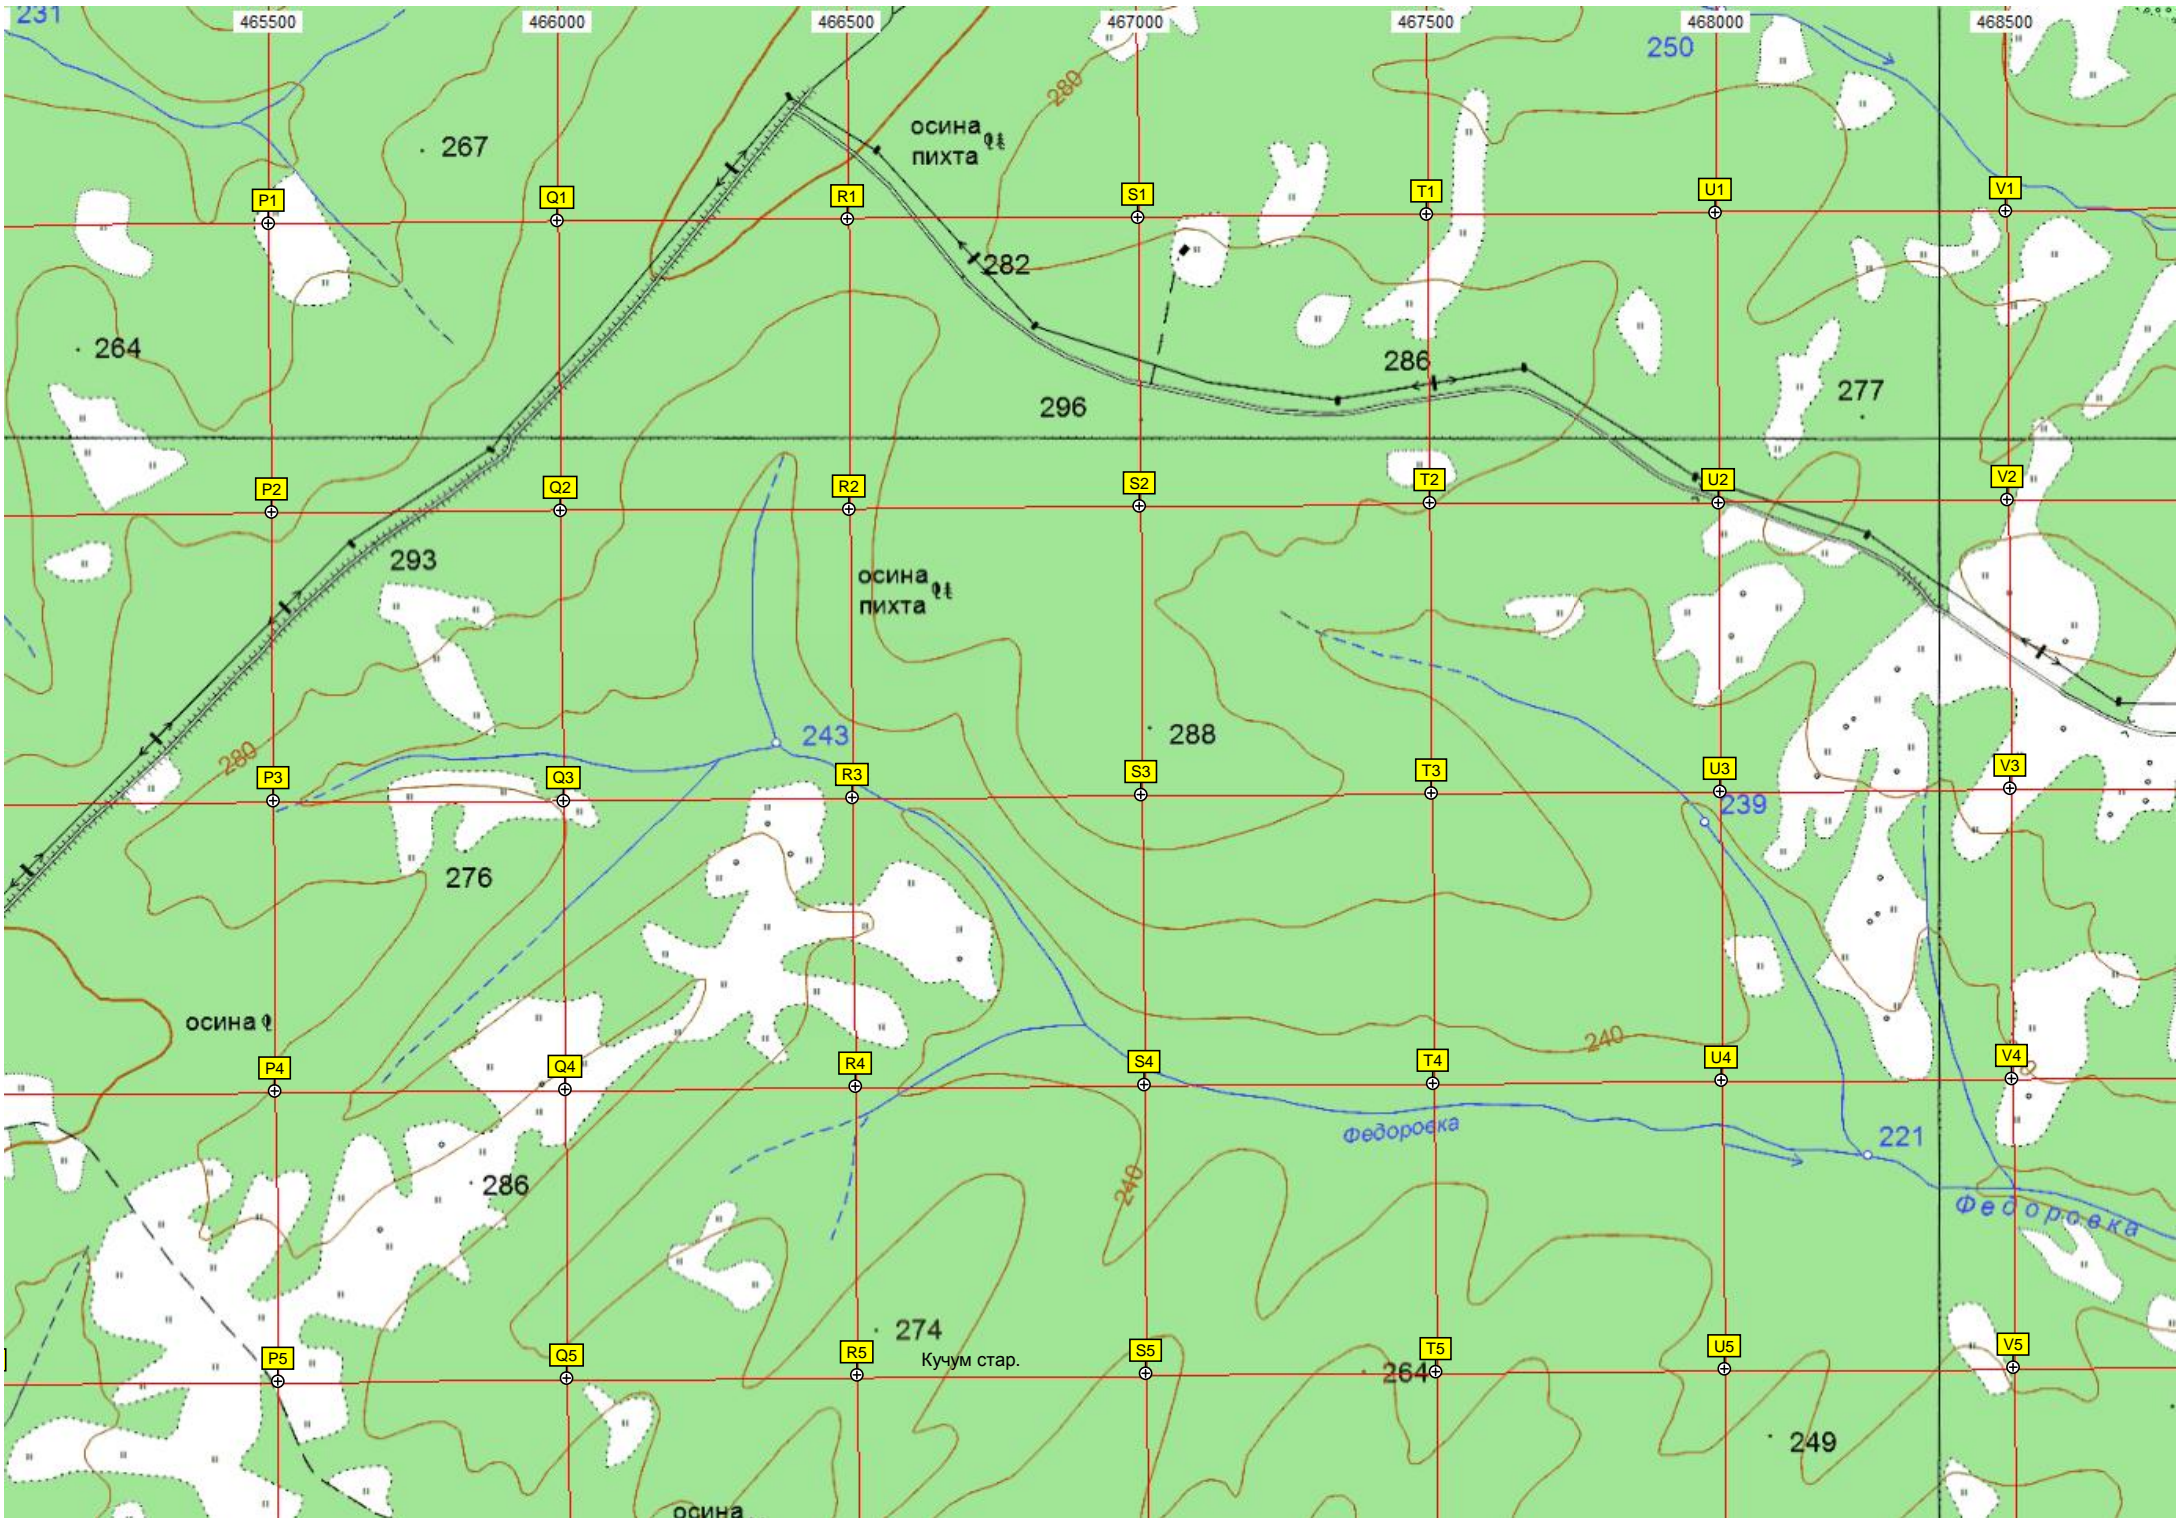 231
465500
466000
466500
467000
467500
468000
468500
250
280
осина
пихта
267
P1
Q1
R1
S1
T1
U1
V1
282
264
286
277
296
P2
Q2
R2
S2
T2
U2
V2
293
осина
пихта
280
243
288
P3
Q3
R3
S3
T3
U3
V3
239
276
осина
240
P4
Q4
R4
S4
T4
U4
V4
Федоровка
221
286
240
Федоровка
274
Кучум стар.
P5
Q5
R5
S5
T5
U5
V5
264
249
осина